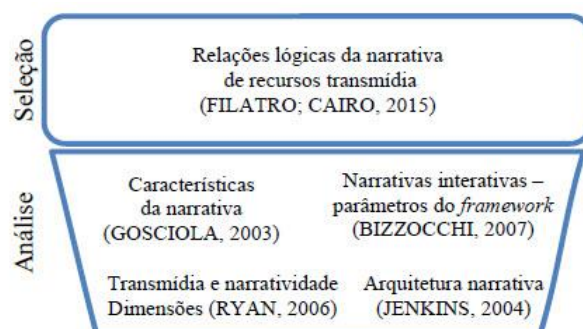 Seleção
Relações lógicas da narrativa
de recursos transmídia
(FILATRO; CAIRO, 2015)
Análise
Características
da narrativa
(GOSCIOLA, 2003)
Narrativas interativas –
parâmetros do framework
(BIZZOCCHI, 2007)
Transmídia e narratividade
Dimensões (RYAN, 2006)
Arquitetura narrativa
(JENKINS, 2004)